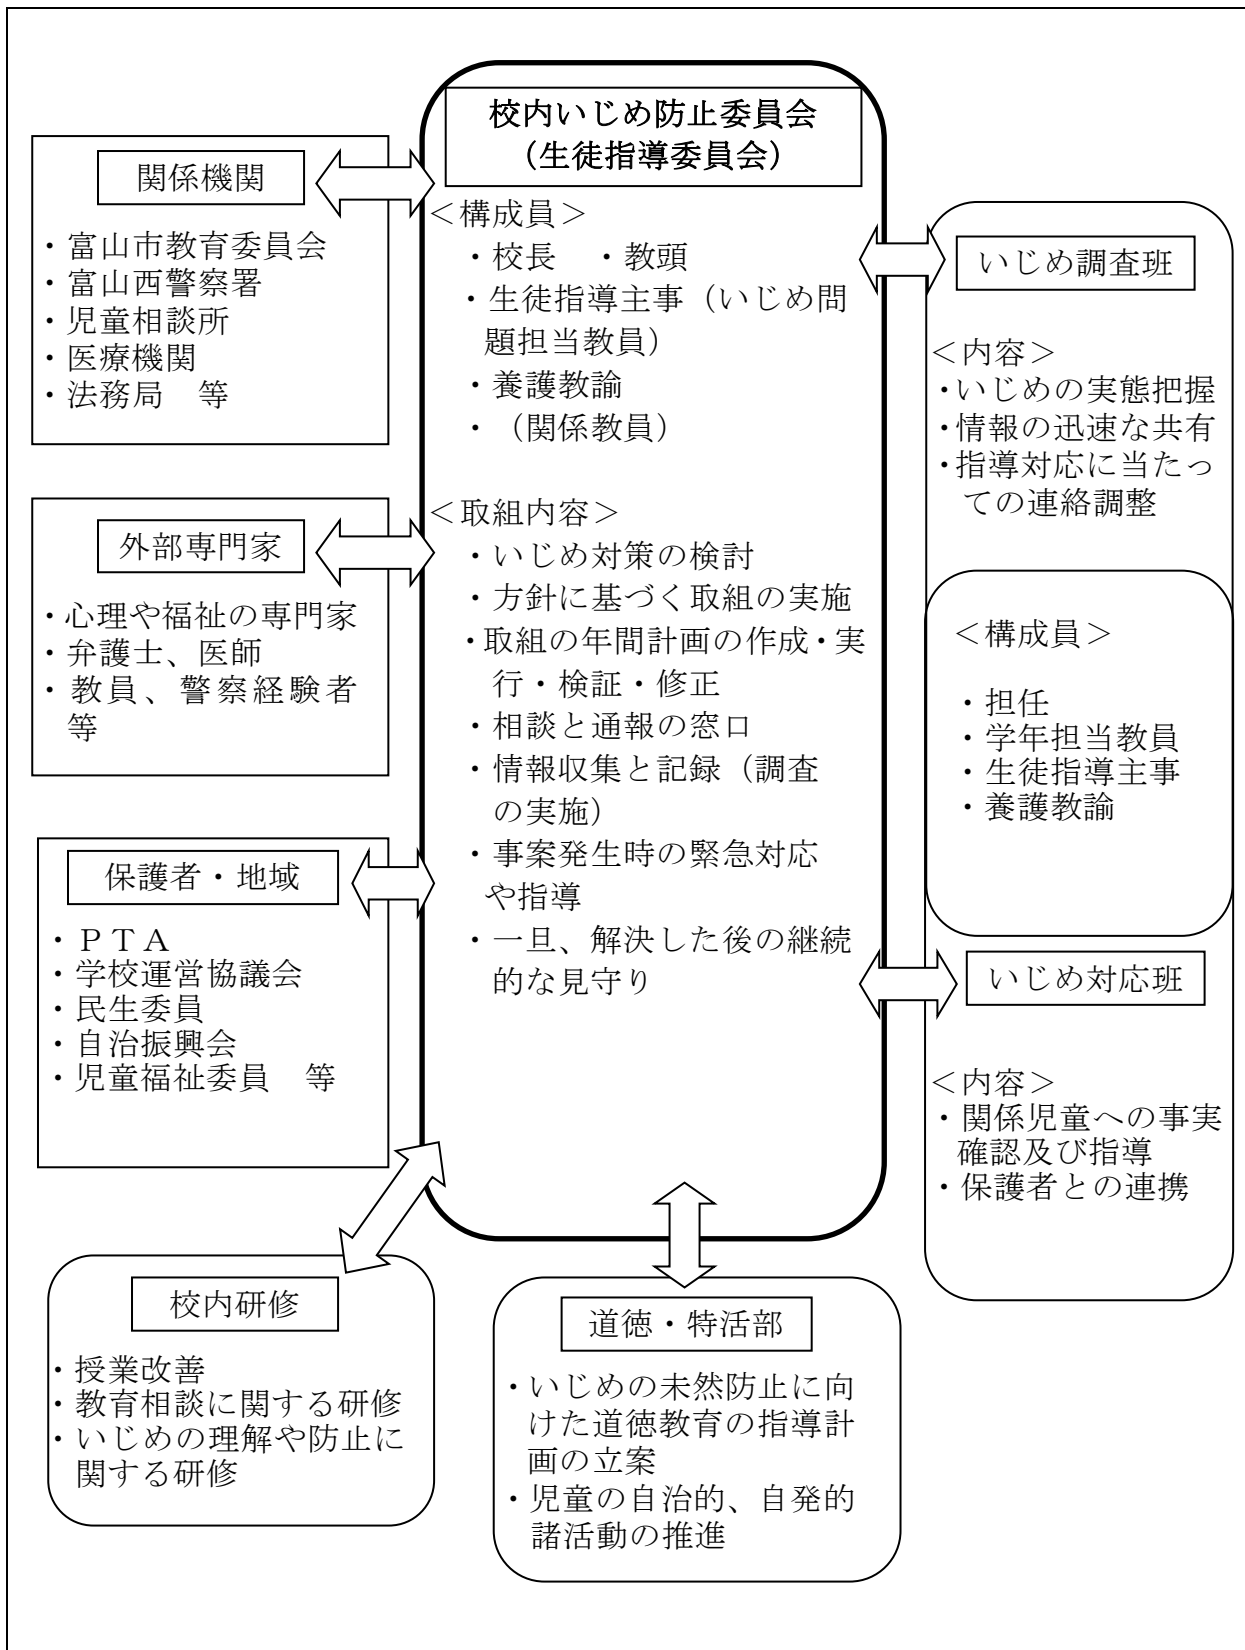 校内いじめ防止委員会
（生徒指導委員会）
＜構成員＞
・校長　・教頭
・生徒指導主事（いじめ問
題担当教員）
・養護教諭
・（関係教員）
＜取組内容＞
・いじめ対策の検討
・方針に基づく取組の実施
・取組の年間計画の作成・実
行・検証・修正
・相談と通報の窓口
・情報収集と記録（調査
の実施）
・事案発生時の緊急対応
や指導
・一旦、解決した後の継続
的な見守り
関係機関
・富山市教育委員会
・富山西警察署
・児童相談所
・医療機関
・法務局　等
外部専門家
・心理や福祉の専門家
・弁護士、医師
・教員、警察経験者
等
保護者・地域
・ＰＴＡ
・学校運営協議会
・民生委員
・自治振興会
・児童福祉委員　等
いじめ調査班
＜内容＞
・いじめの実態把握
・情報の迅速な共有
・指導対応に当たっ
ての連絡調整
＜構成員＞
・担任
・学年担当教員
・生徒指導主事
・養護教諭
いじめ対応班
＜内容＞
・関係児童への事実
確認及び指導
・保護者との連携
校内研修
・授業改善
・教育相談に関する研修
・いじめの理解や防止に
関する研修
道徳・特活部
・いじめの未然防止に向
けた道徳教育の指導計
画の立案
・児童の自治的、自発的
諸活動の推進